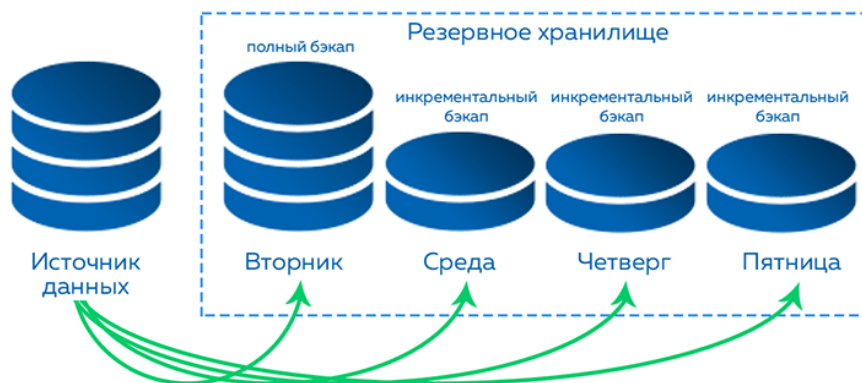 Резервное хранилище
полный бэкап
инкрементальный
бэкап
инкрементальный
бэкап
инкрементальный
бэкап
Источник
данных
Вторник
Среда
Четверг
Пятница